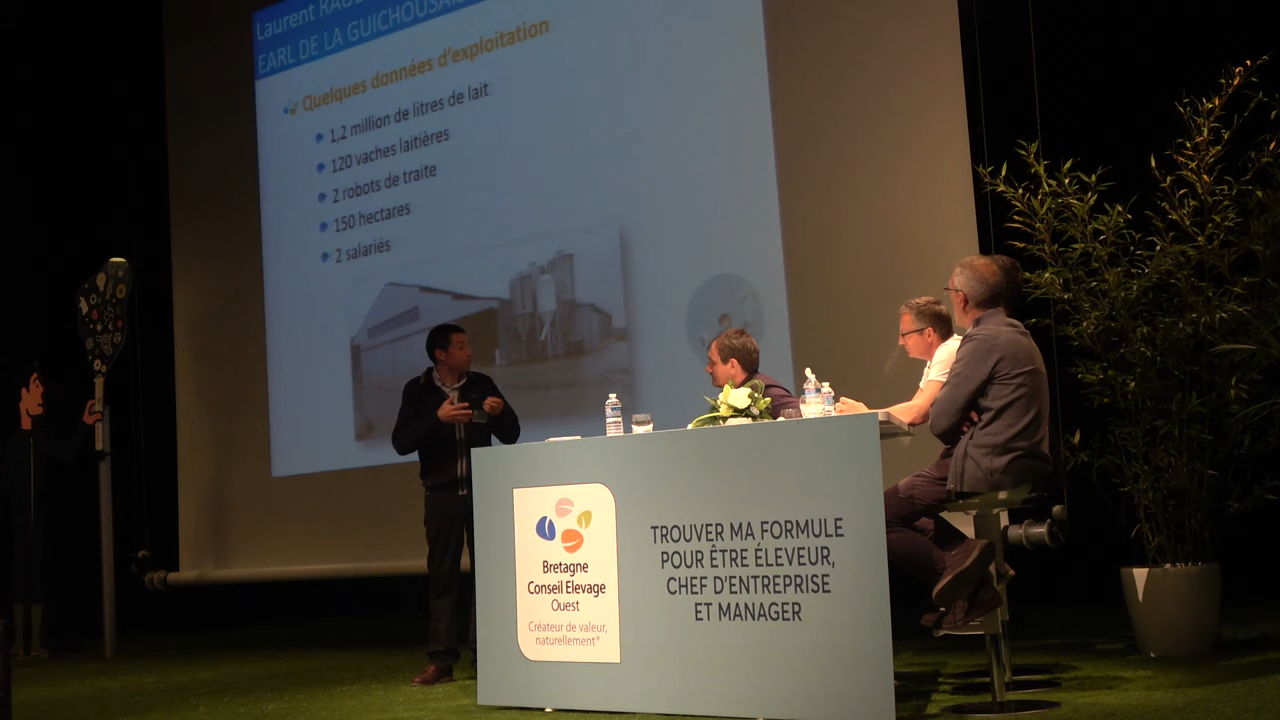 Laurent
EARL DE LA GUICHOUSAIS
Quelques données d'exploitation
1,2 million de litres de lait
120 vaches laitières
2 robots de traite
150 hectares
2 salariés
Bretagne
Conseil Elevage
Ouest
Créateur de valeur,
naturellement®
TROUVER MA FORMULE
POUR ÊTRE ÉLEVEUR,
CHEF D'ENTREPRISE
ET MANAGER